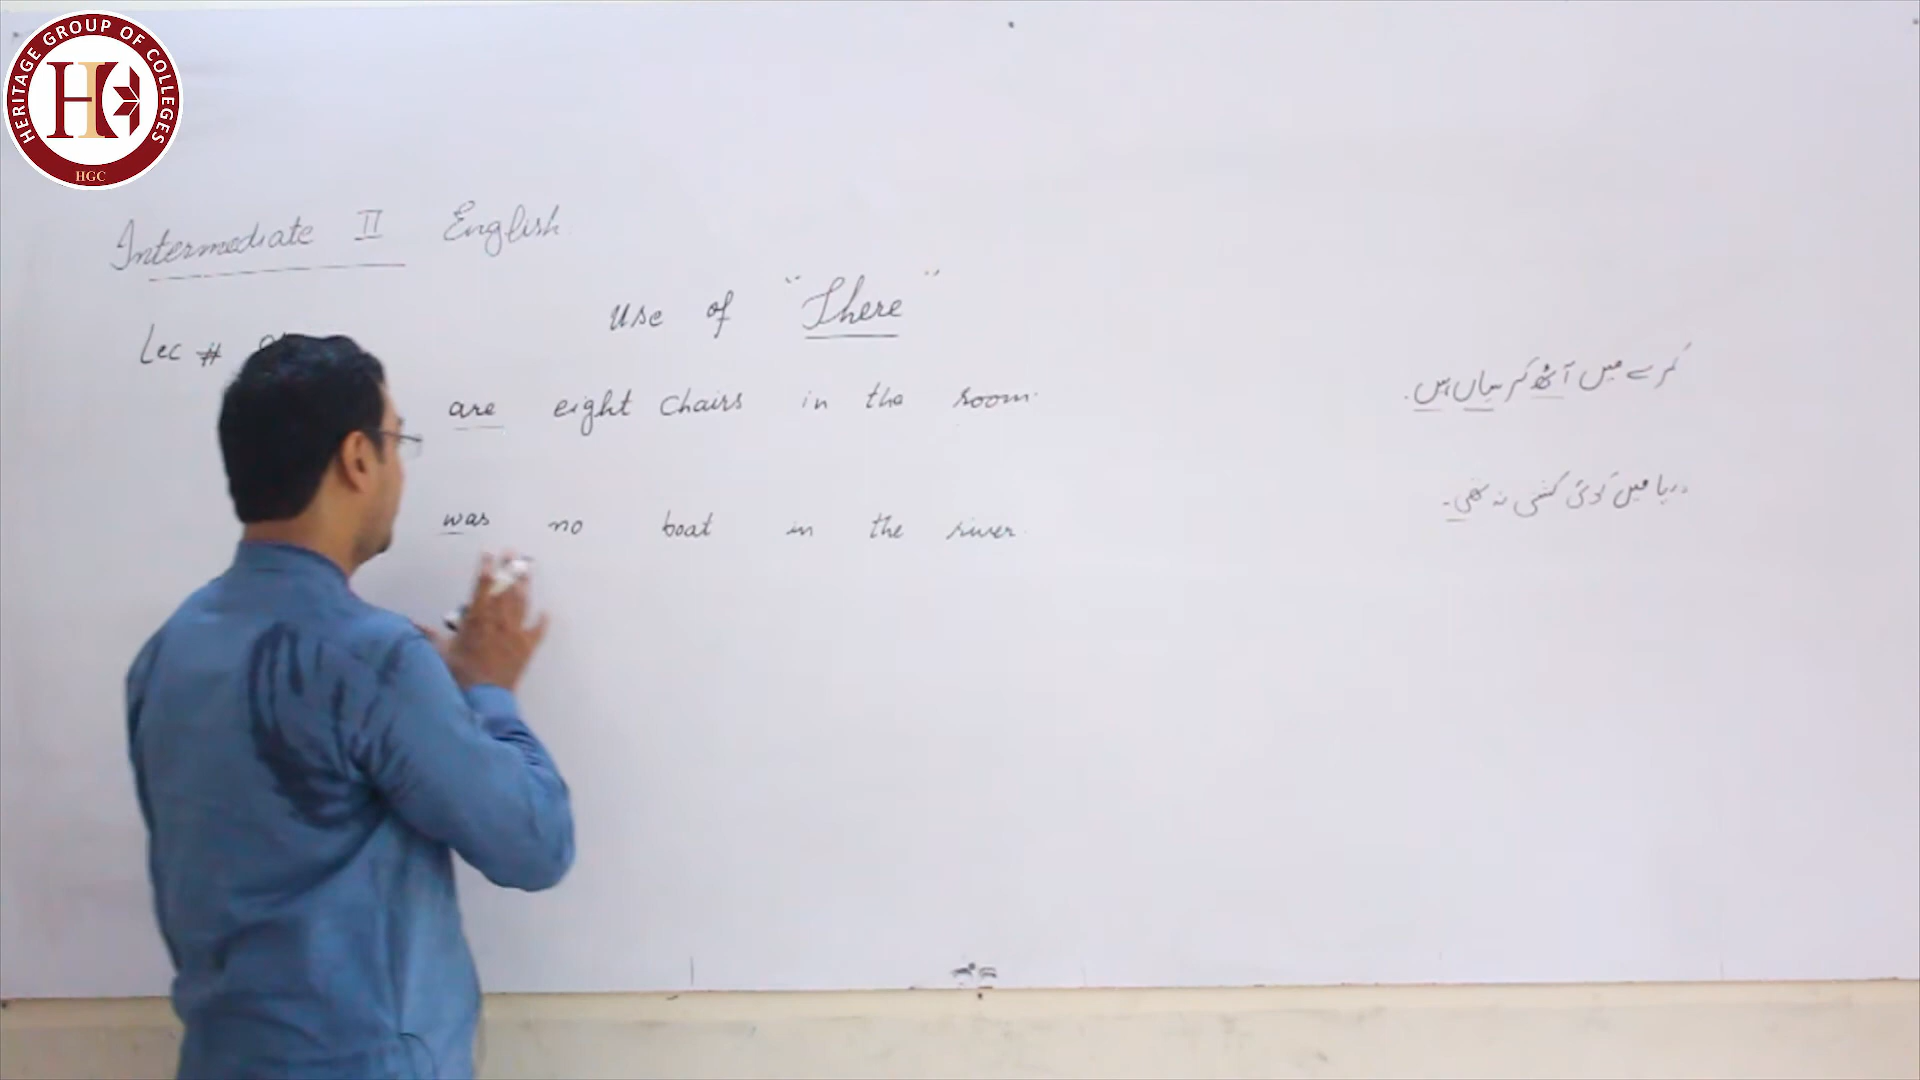 HERITAGE GROUP OF COLLEGES
HGC
Intermediate II English
Use of "There"
Lec #
are eight chairs in the room.
کمرے میں آٹھ کرسیاں ہیں۔
was no boat in the river.
دریا میں کوئی کشتی نہ تھی۔